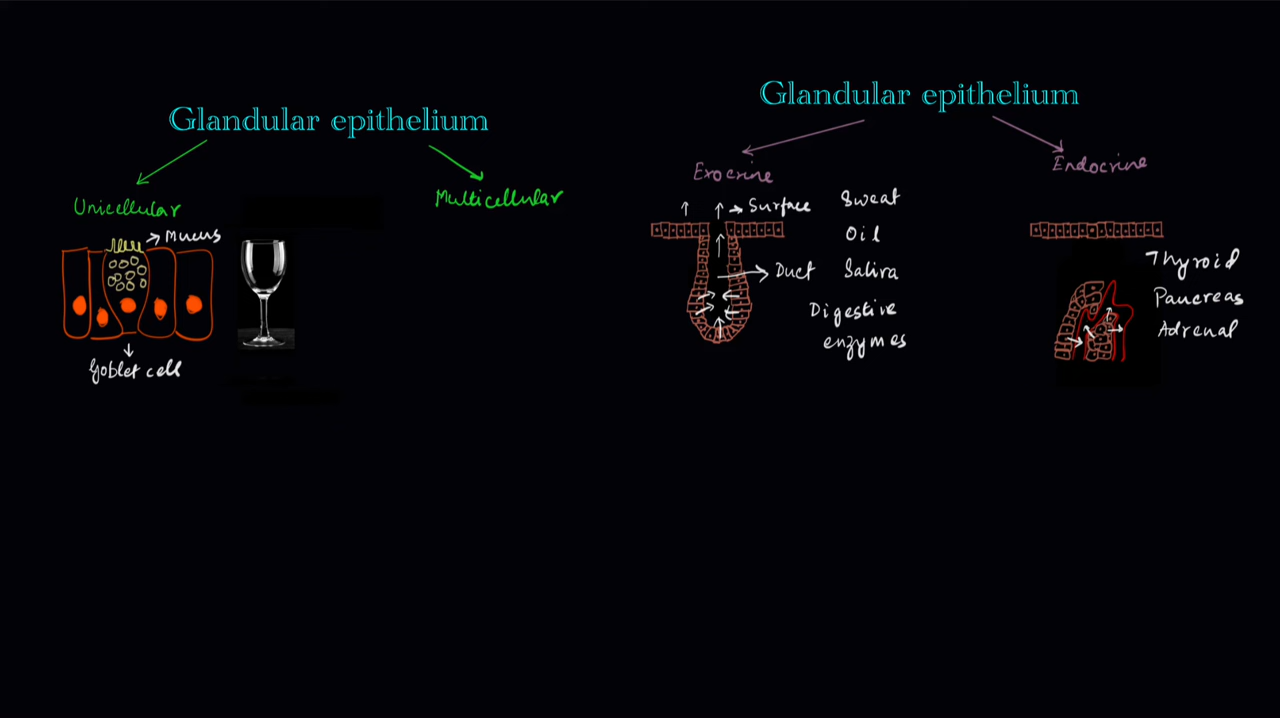 Glandular epithelium
Unicellular
Multicellular
Mucus
Goblet cell
Glandular epithelium
Exocrine
Endocrine
Surface
Duct
Sweat
Oil
Saliva
Digestive
enzymes
Thyroid
Pancreas
Adrenal